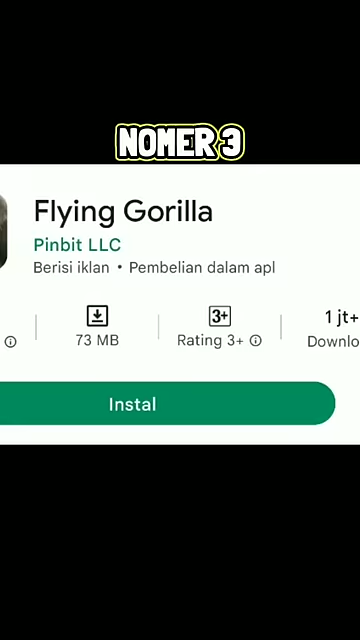 NOMER 3
Flying Gorilla
Pinbit LLC
Berisi iklan • Pembelian dalam apl
3+
1 jt+
73 MB
Rating 3+
Downlo
Instal